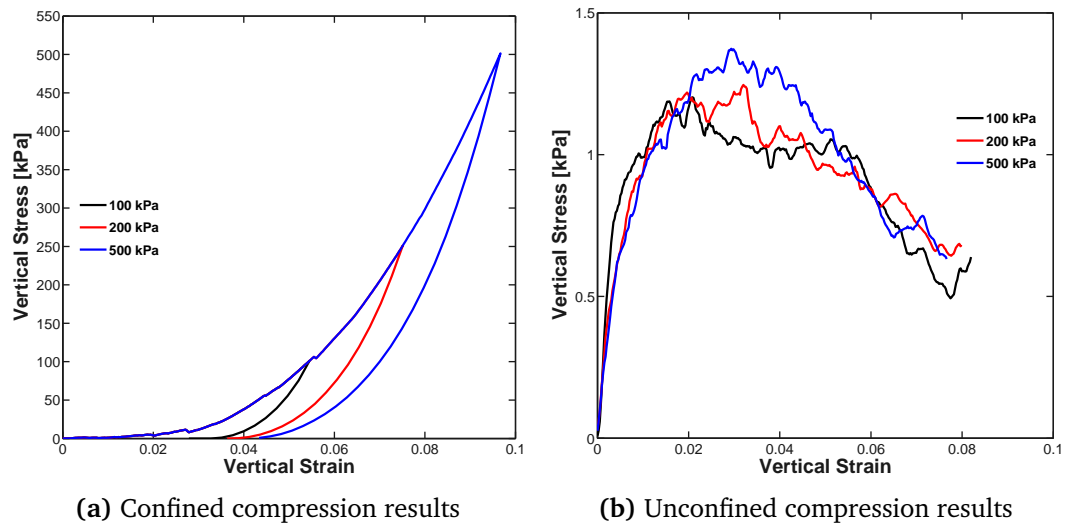 550
500
450
400
350
300
250
200
150
100
50
0
Vertical Stress [kPa]
100 kPa
200 kPa
500 kPa
0 0.02 0.04 0.06 0.08 0.1
Vertical Strain
(a) Confined compression results
1.5
1
0.5
0
Vertical Stress [kPa]
100 kPa
200 kPa
500 kPa
0 0.02 0.04 0.06 0.08 0.1
Vertical Strain
(b) Unconfined compression results